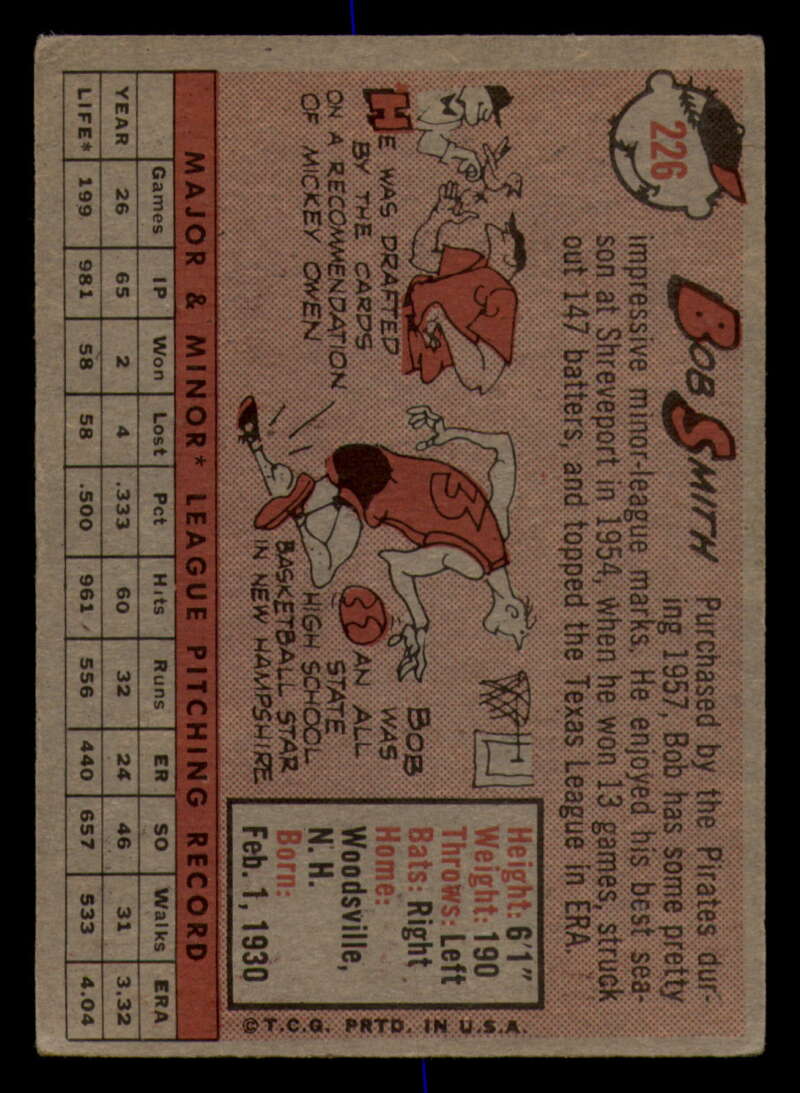 226
BOB SMITH
Purchased by the Pirates dur-
ing 1957, Bob has some pretty
impressive minor-league marks. He enjoyed his best sea-
son at Shreveport in 1954, when he won 13 games, struck
out 147 batters, and topped the Texas League in ERA.
HE WAS DRAFTED
BY THE CARDS
ON A RECOMMENDATION
OF MICKEY OWEN
3
BOB
WAS
AN ALL
STATE
HIGH SCHOOL
BASKETBALL STAR
IN NEW HAMPSHIRE
Height: 6'1"
Weight: 190
Throws: Left
Bats: Right
Home:
Woodsville,
N. H.
Born:
Feb. 1, 1930
©T.C.G. PRTD. IN U.S.A.
MAJOR & MINOR* LEAGUE PITCHING RECORD
Games IP Won Lost Pct Hits Runs ER SO Walks ERA
YEAR 26 65 2 4 .333 60 32 24 46 31 3.32
LIFE* 199 981 58 58 .500 961 556 440 657 533 4.04